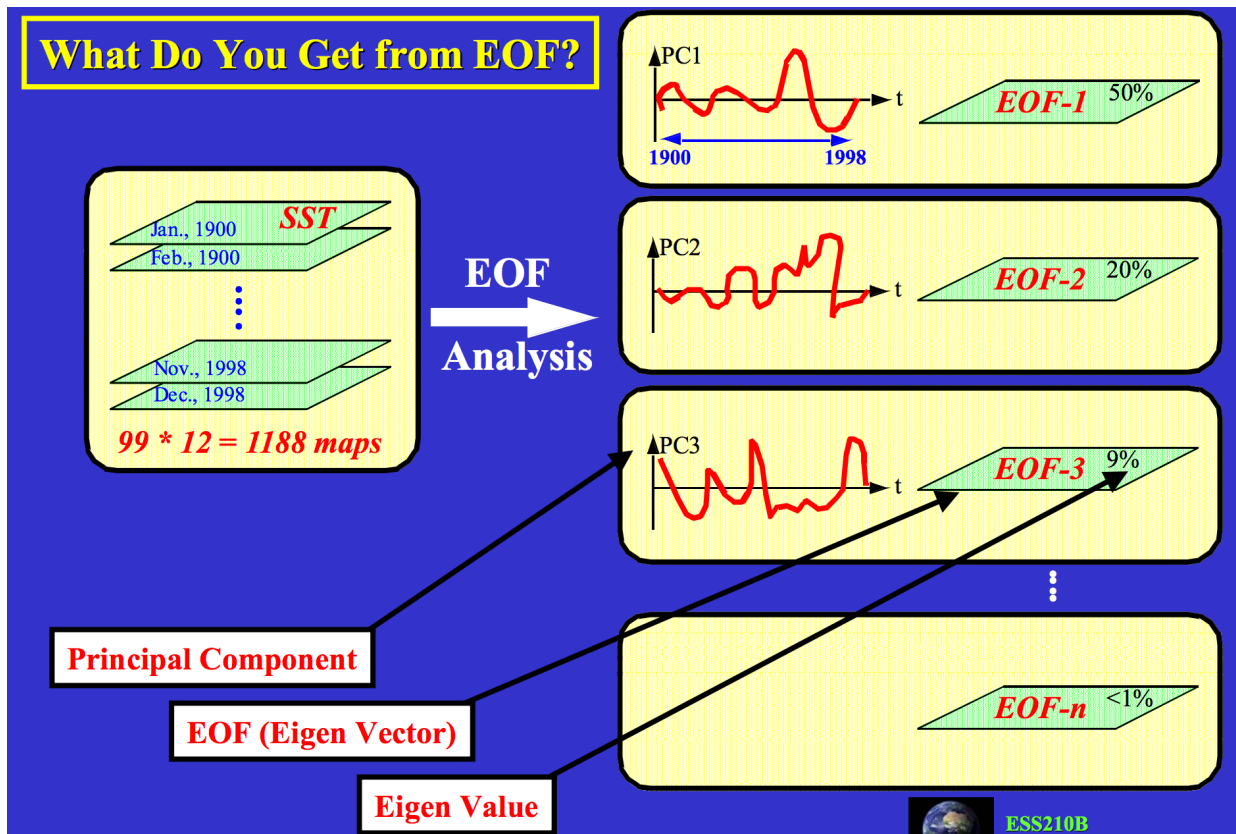 What Do You Get from EOF?
SST
Jan., 1900
Feb., 1900
Nov., 1998
Dec., 1998
99 * 12 = 1188 maps
EOF
Analysis
PC1
t
1900
1998
EOF-1
50%
PC2
t
EOF-2
20%
PC3
t
EOF-3
9%
EOF-n
<1%
Principal Component
EOF (Eigen Vector)
Eigen Value
ESS210B